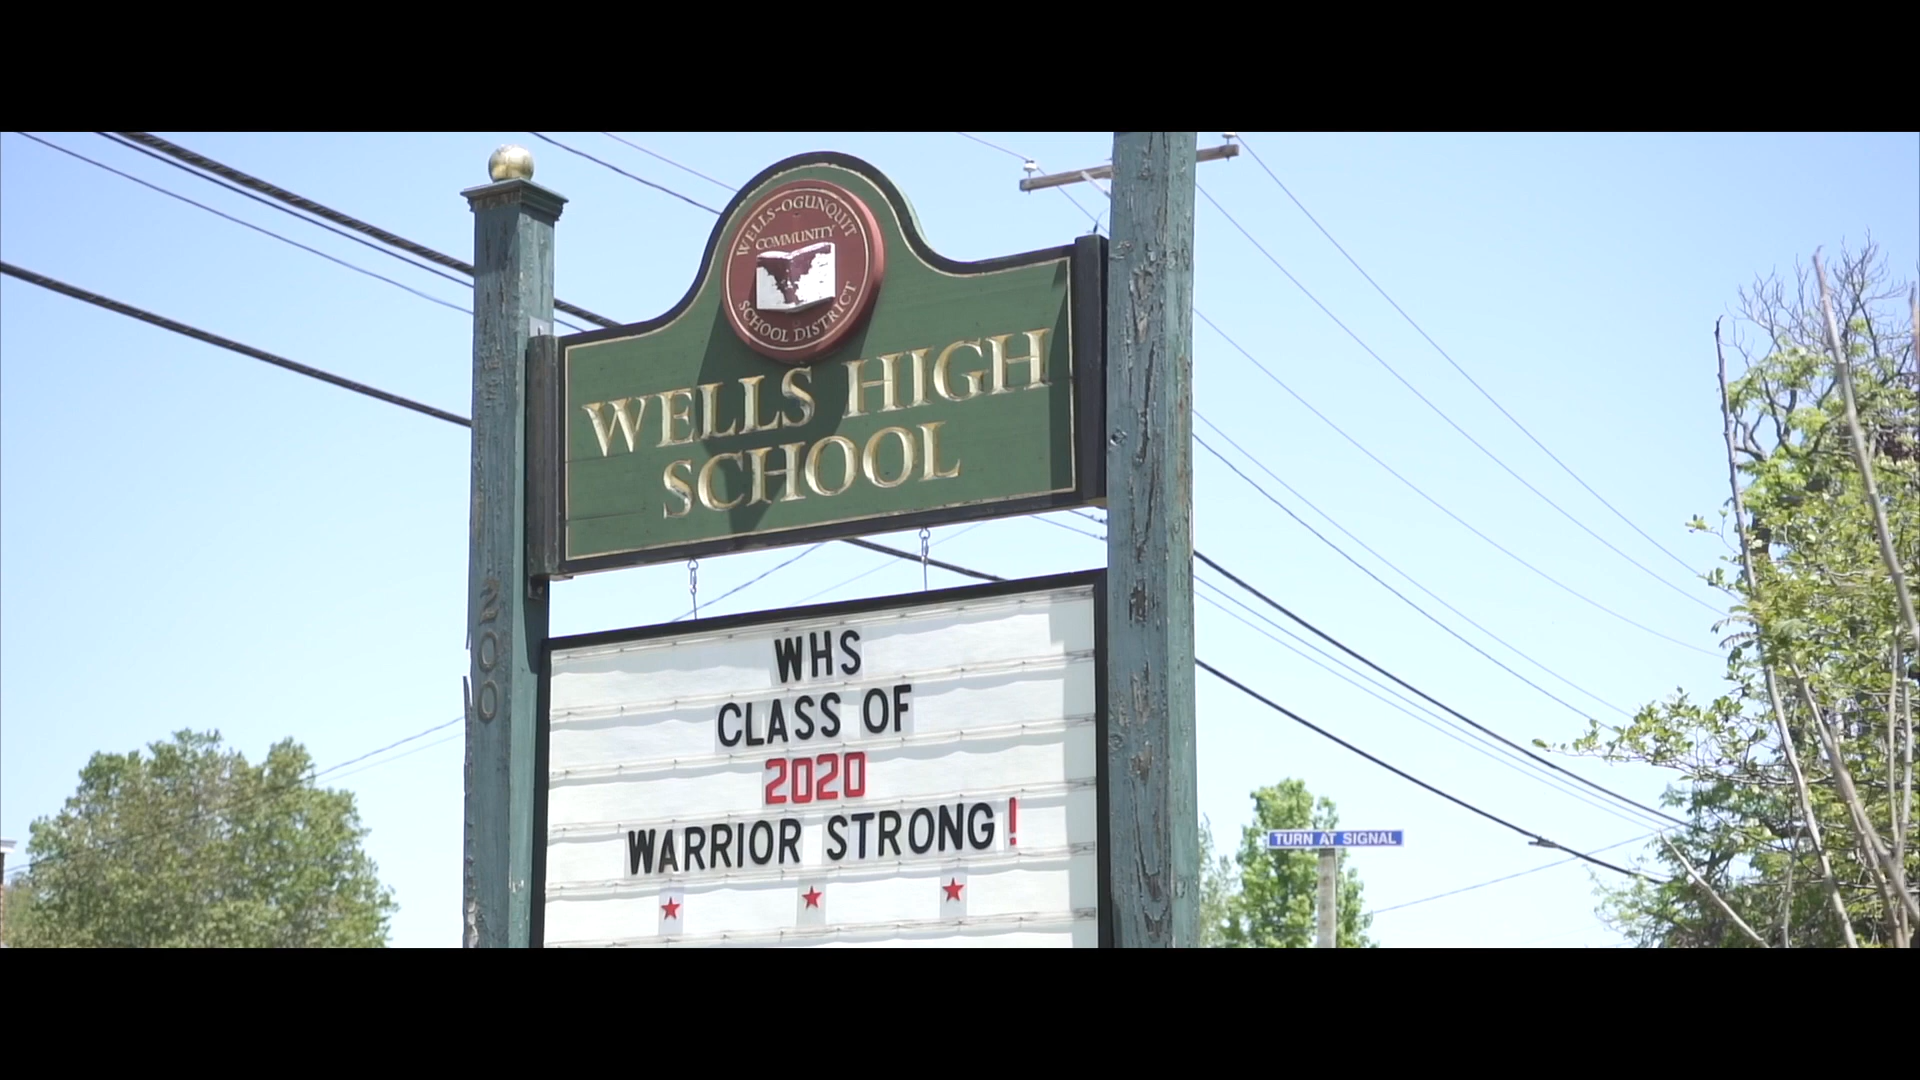 WELLS-OGUNQUIT
COMMUNITY
SCHOOL DISTRICT
WELLS HIGH
SCHOOL
200
WHS
CLASS OF
2020
WARRIOR STRONG!
TURN AT SIGNAL